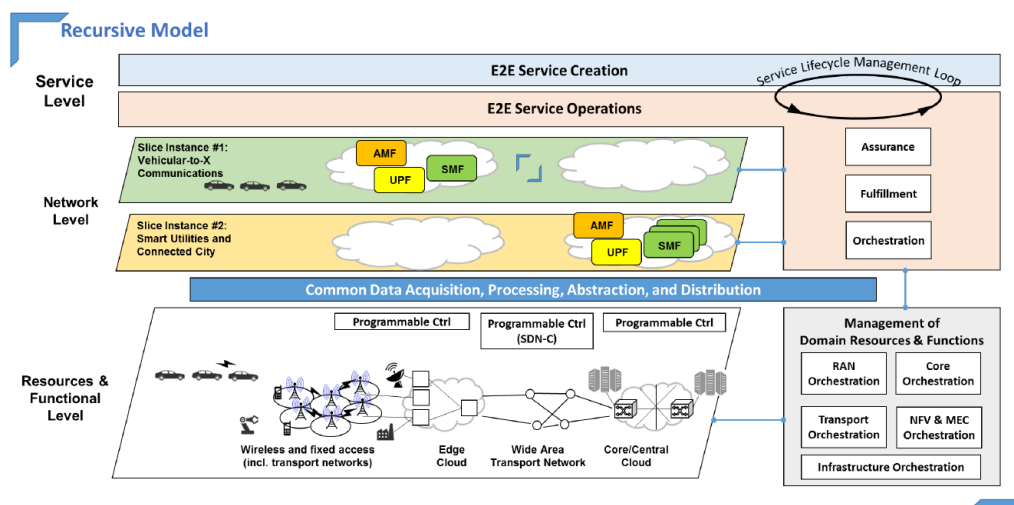 Recursive Model
Service
Level
E2E Service Creation
Service Lifecycle Management Loop
E2E Service Operations
Network
Level
Slice Instance #1:
Vehicular-to-X
Communications
AMF
SMF
UPF
Slice Instance #2:
Smart Utilities and
Connected City
AMF
SMF
UPF
Assurance
Fulfillment
Orchestration
Common Data Acquisition, Processing, Abstraction, and Distribution
Resources &
Functional
Level
Programmable Ctrl
Programmable Ctrl
(SDN-C)
Programmable Ctrl
Wireless and fixed access
(incl. transport networks)
Edge
Cloud
Wide Area
Transport Network
Core/Central
Cloud
Management of
Domain Resources & Functions
RAN
Orchestration
Core
Orchestration
Transport
Orchestration
NFV & MEC
Orchestration
Infrastructure Orchestration